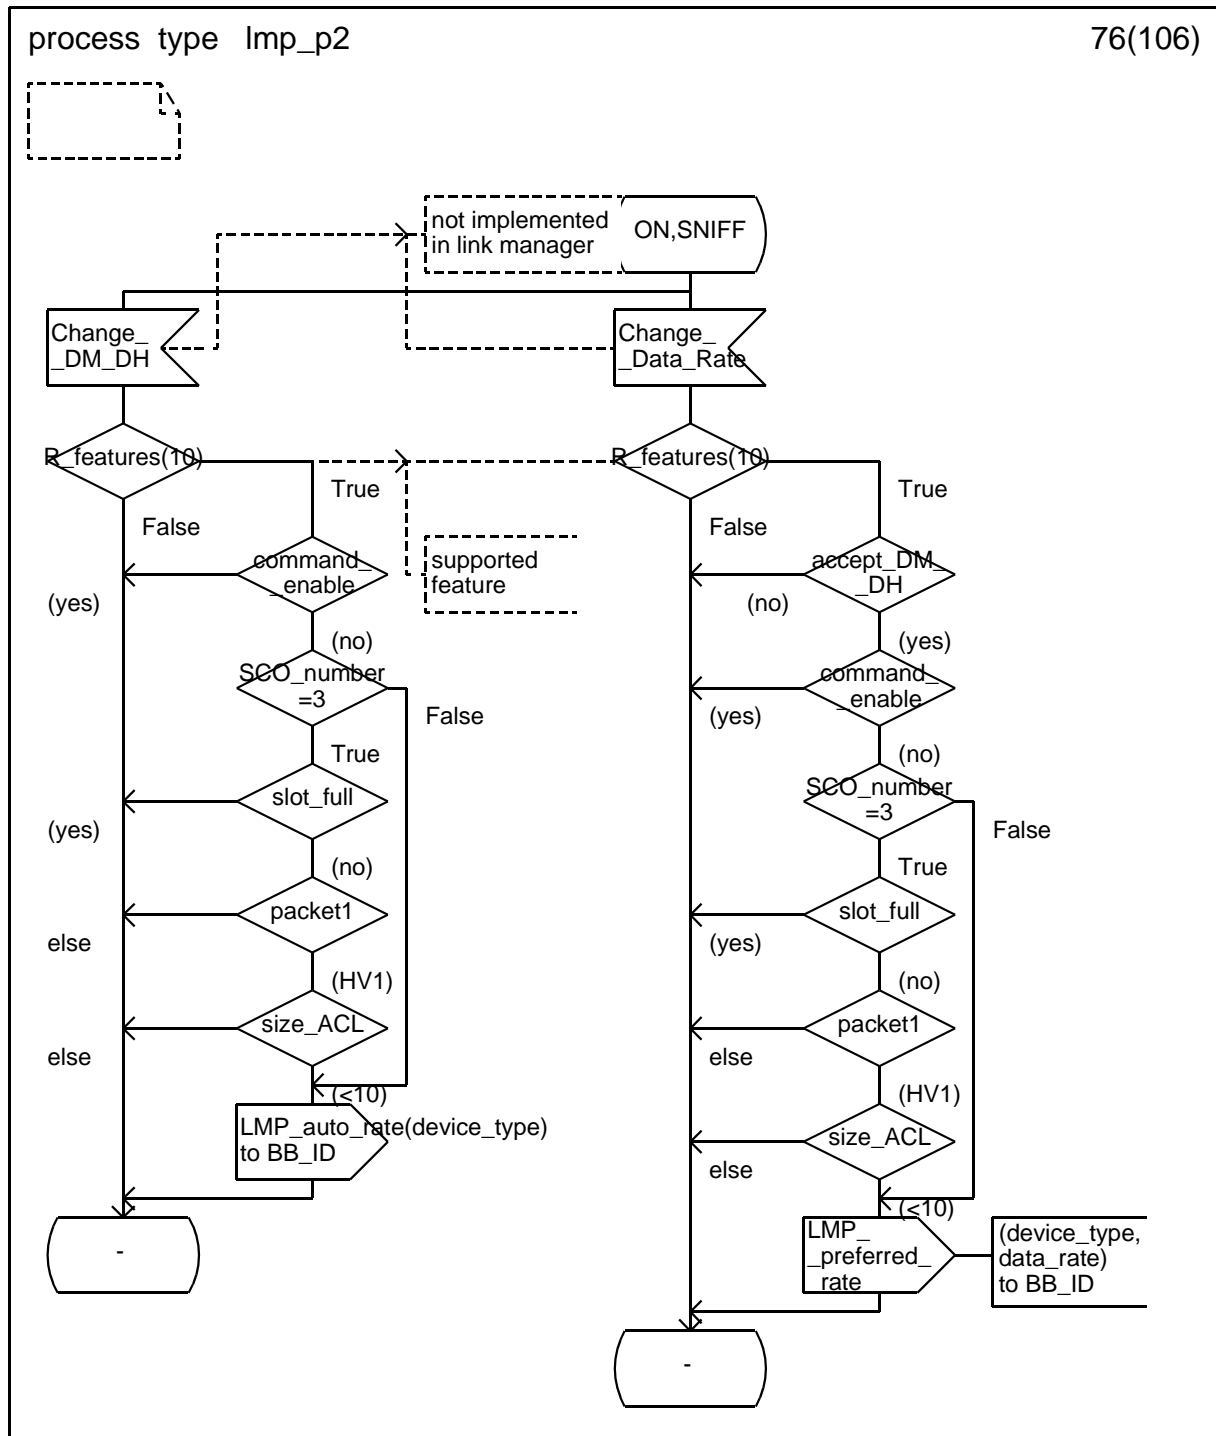 process type lmp_p2
76(106)
not implemented
in link manager
ON,SNIFF
Change_
_DM_DH
Change_
_Data_Rate
R_features(10)
R_features(10)
True
True
False
False
command_
_enable
supported
feature
accept_DM_
_DH
(yes)
(no)
(no)
(yes)
SCO_number
=3
command_
_enable
False
(yes)
True
(no)
slot_full
SCO_number
=3
(yes)
False
(no)
True
packet1
slot_full
else
(yes)
(HV1)
(no)
size_ACL
packet1
else
else
(<10)
(HV1)
LMP_auto_rate(device_type)
to BB_ID
size_ACL
else
(<10)
-
LMP_
_preferred_
_rate
(device_type,
data_rate)
to BB_ID
-